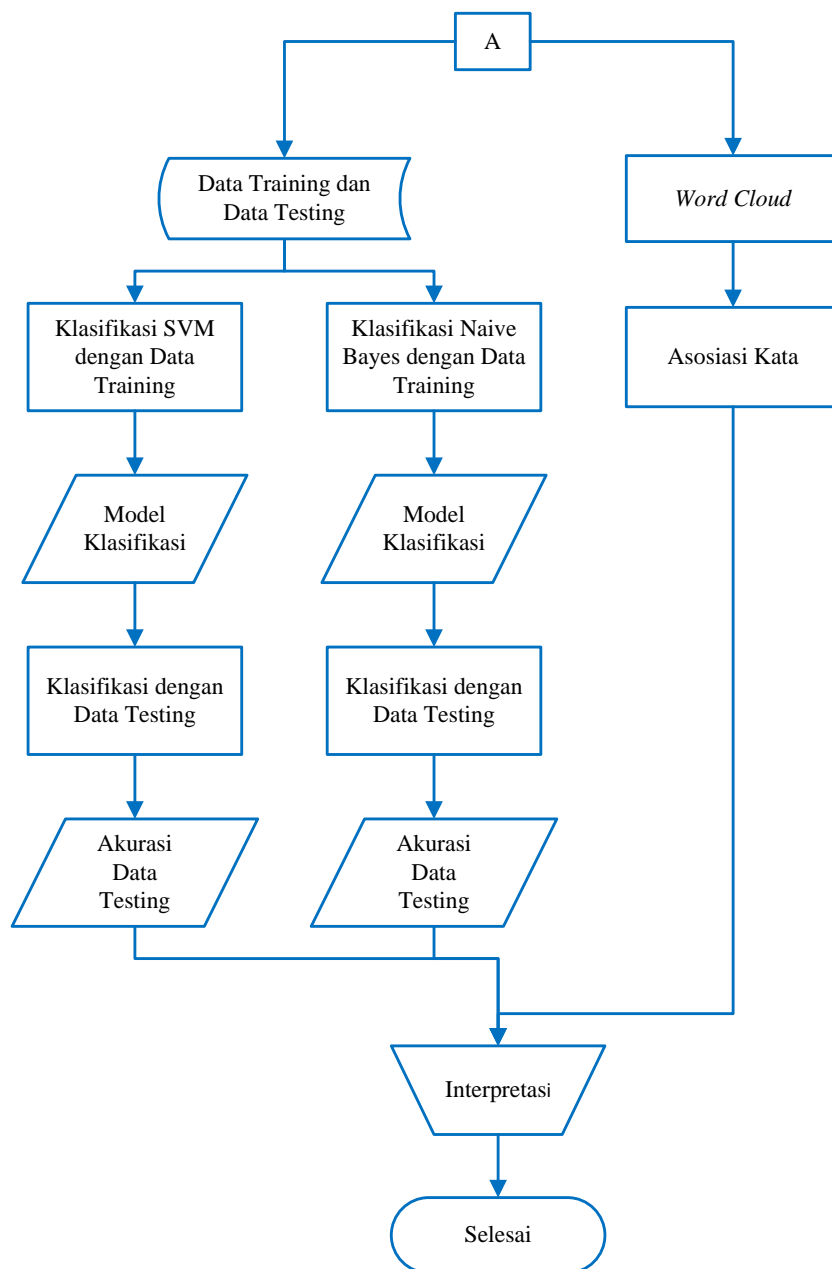 A
Data Training dan
Data Testing
Word Cloud
Klasifikasi SVM
dengan Data
Training
Klasifikasi Naive
Bayes dengan Data
Training
Asosiasi Kata
Model
Klasifikasi
Model
Klasifikasi
Klasifikasi dengan
Data Testing
Klasifikasi dengan
Data Testing
Akurasi
Data
Testing
Akurasi
Data
Testing
Interpretasi
Selesai